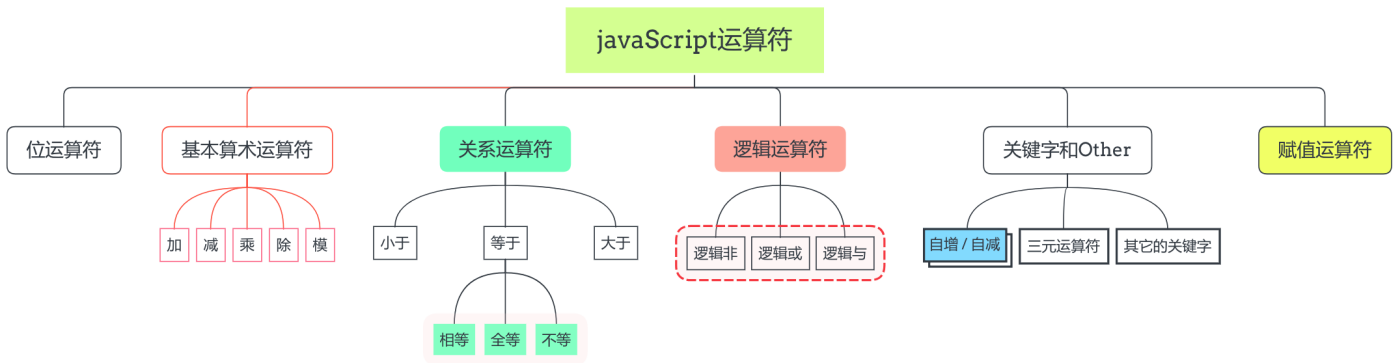 javaScript运算符
位运算符
基本算术运算符
关系运算符
逻辑运算符
关键字和Other
赋值运算符
加
减
乘
除
模
小于
等于
大于
逻辑非
逻辑或
逻辑与
自增 / 自减
三元运算符
其它的关键字
相等
全等
不等